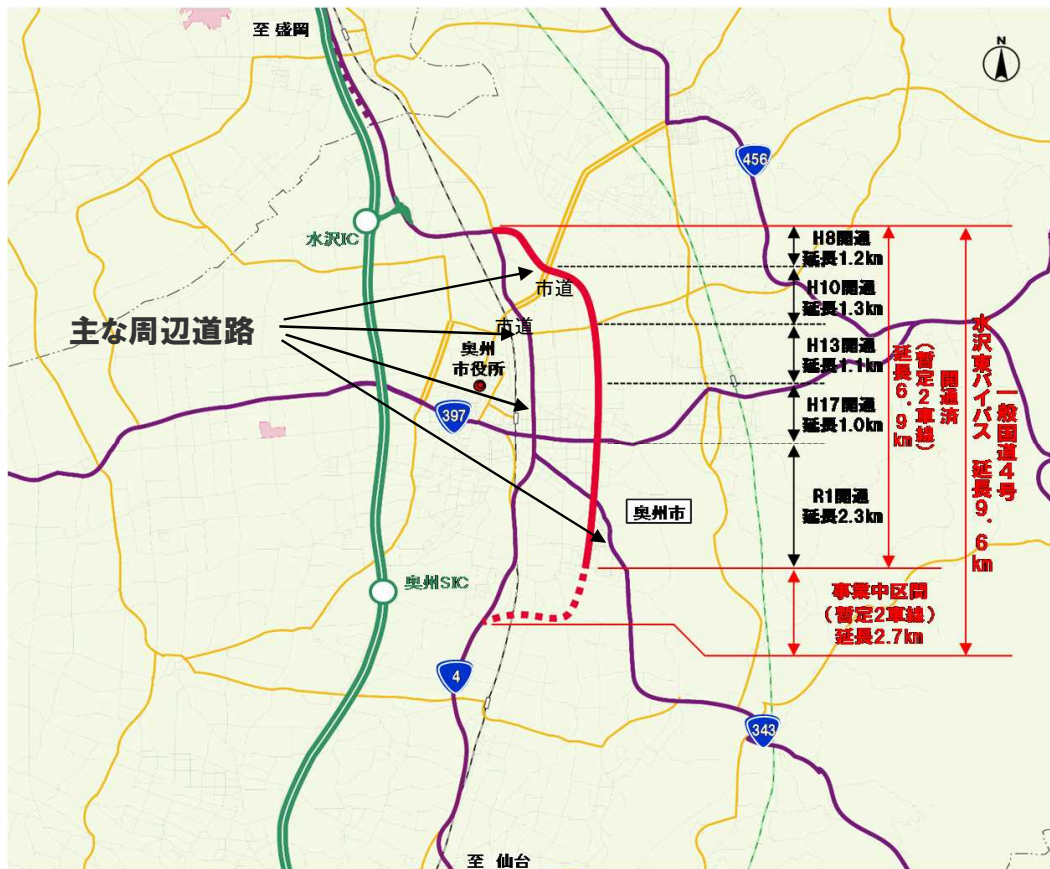 至 盛岡
N
456
水沢IC
H8開通
延長1.2km
市道
H10開通
延長1.3km
主な周辺道路
市道
奥州
市役所
H13開通
延長1.1km
397
H17開通
延長1.0km
開通済
（暫定2車線）
延長6.9km
一般国道4号
水沢東バイパス 延長9.6km
奥州市
R1開通
延長2.3km
奥州SIC
事業中区間
（暫定2車線）
延長2.7km
4
343
至 仙台